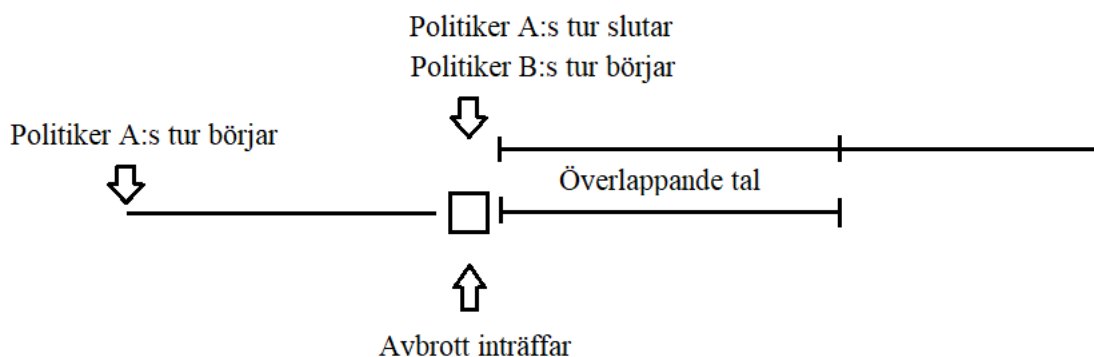 Politiker A:s tur slutar
Politiker B:s tur börjar
Politiker A:s tur börjar
Överlappande tal
Avbrott inträffar